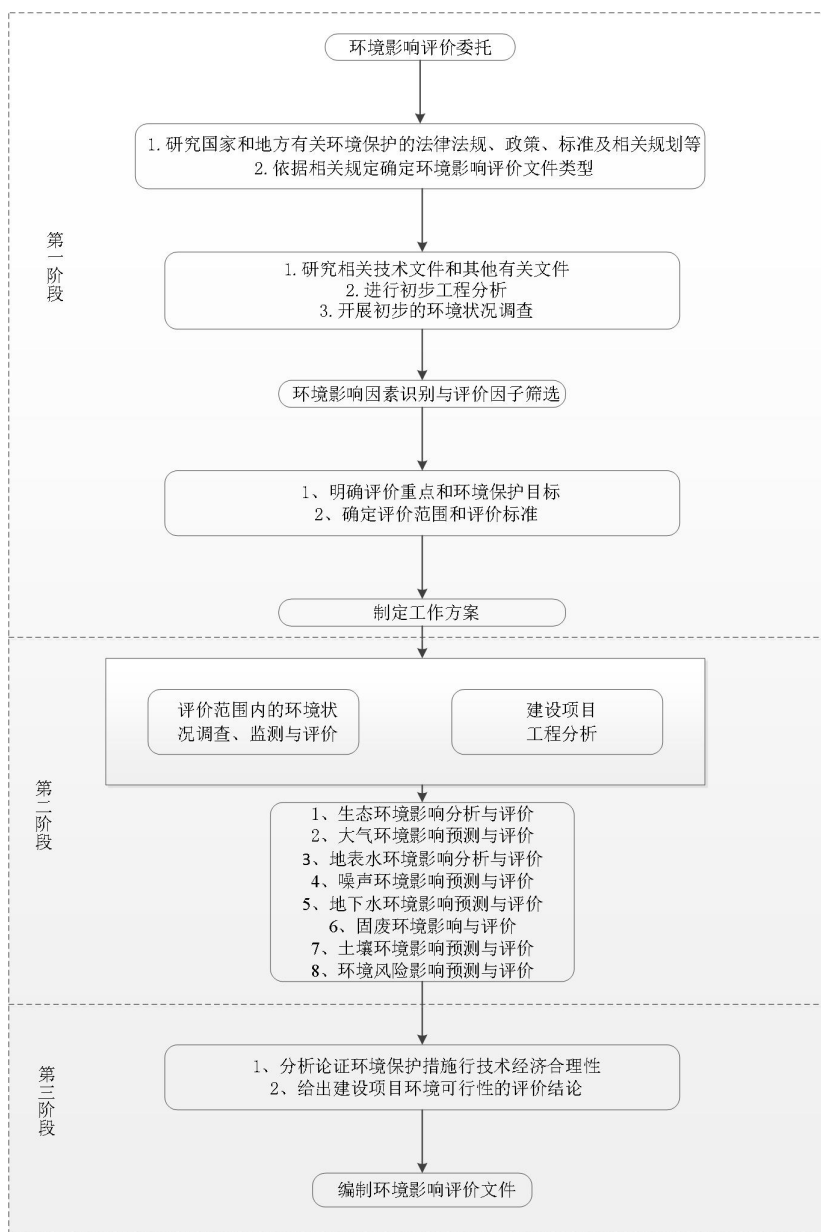 环境影响评价委托
1.研究国家和地方有关环境保护的法律法规、政策、标准及相关规划等
2.依据相关规定确定环境影响评价文件类型
第一阶段
1.研究相关技术文件和其他有关文件
2.进行初步工程分析
3.开展初步的环境状况调查
环境影响因素识别与评价因子筛选
1、明确评价重点和环境保护目标
2、确定评价范围和评价标准
制定工作方案
第二阶段
评价范围内的环境状
况调查、监测与评价
建设项目
工程分析
1、生态环境影响分析与评价
2、大气环境影响预测与评价
3、地表水环境影响分析与评价
4、噪声环境影响预测与评价
5、地下水环境影响预测与评价
6、固废环境影响与评价
7、土壤环境影响预测与评价
8、环境风险影响预测与评价
第三阶段
1、分析论证环境保护措施行技术经济合理性
2、给出建设项目环境可行性的评价结论
编制环境影响评价文件